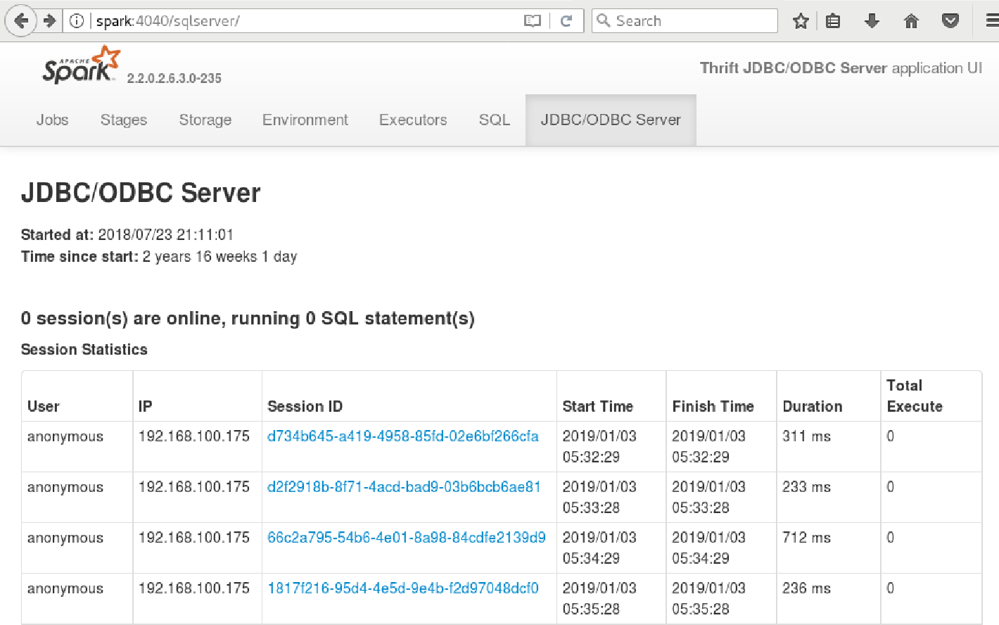 spark:4040/sqlserver/ Search
APACHE
Spark 2.2.0.2.6.3.0-235 Thrift JDBC/ODBC Server application UI
Jobs Stages Storage Environment Executors SQL JDBC/ODBC Server
JDBC/ODBC Server
Started at: 2018/07/23 21:11:01
Time since start: 2 years 16 weeks 1 day
0 session(s) are online, running 0 SQL statement(s)
Session Statistics
User IP Session ID Start Time Finish Time Duration Total Execute
anonymous 192.168.100.175 d734b645-a419-4958-85fd-02e6bf266cfa 2019/01/03 05:32:29 2019/01/03 05:32:29 311 ms 0
anonymous 192.168.100.175 d2f2918b-8f71-4acd-bad9-03b6bcb6ae81 2019/01/03 05:33:28 2019/01/03 05:33:28 233 ms 0
anonymous 192.168.100.175 66c2a795-54b6-4e01-8a98-84cdfe2139d9 2019/01/03 05:34:29 2019/01/03 05:34:29 712 ms 0
anonymous 192.168.100.175 1817f216-95d4-4e5d-9e4b-f2d97048dcf0 2019/01/03 05:35:28 2019/01/03 05:35:28 236 ms 0